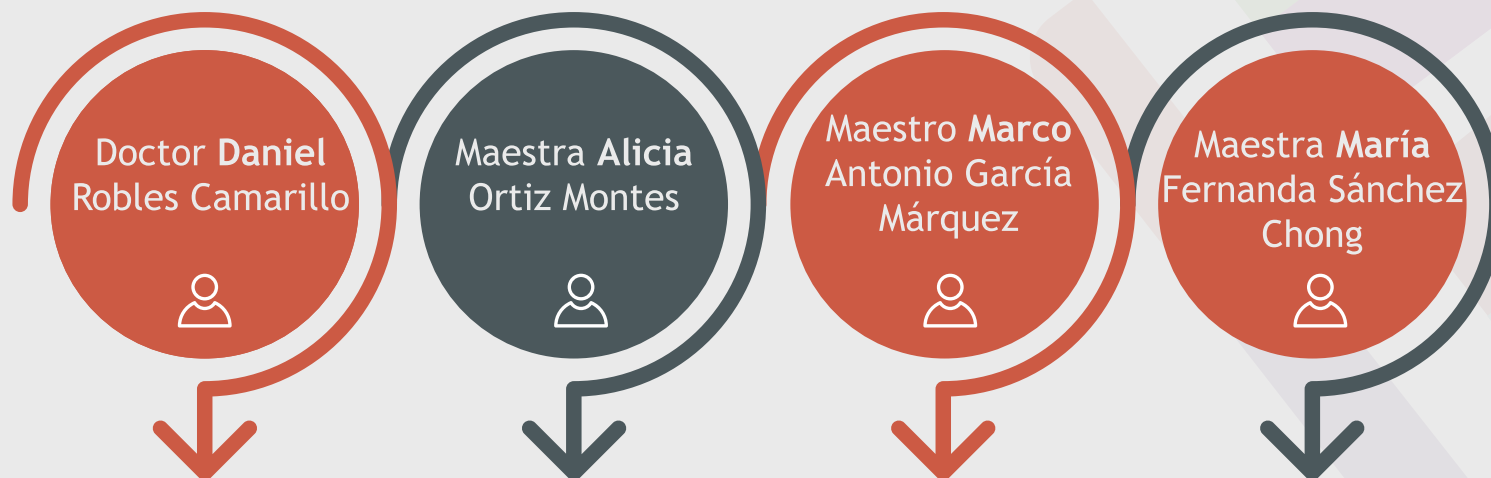 Doctor Daniel
Robles Camarillo
Maestra Alicia
Ortiz Montes
Maestro Marco
Antonio García
Márquez
Maestra María
Fernanda Sánchez
Chong